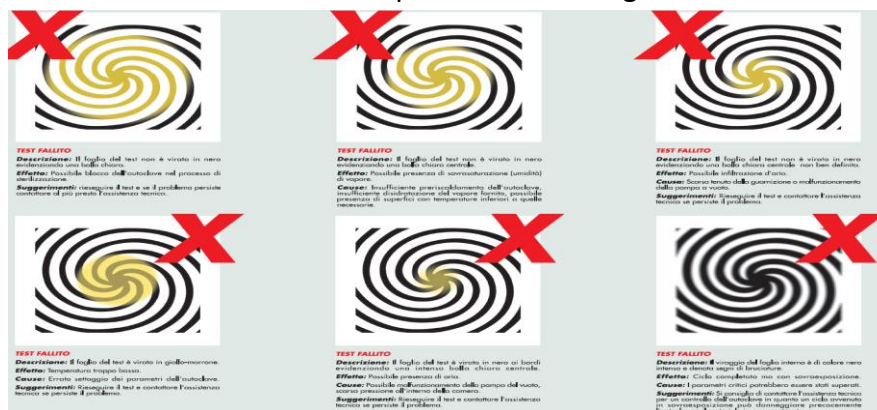 TEST FALLITO
Descrizione: Il foglio del test non è virato in nero
evidenziando una bolla chiara.
Effetto: Possibile blocco dell'autoclave nel processo di
sterilizzazione.
Suggerimenti: rieseguire il test e se il problema persiste
contattare al più presto l'assistenza tecnica.
TEST FALLITO
Descrizione: Il foglio del test non è virato in nero
evidenziando una bolla chiara centrale.
Effetto: Possibile presenza di sovrasaturazione (umidità)
di vapore.
Cause: Insufficiente preriscaldamento dell'autoclave,
insufficiente disidratazione del vapore fornito, possibile
presenza di superfici con temperature inferiori a quelle
necessarie.
TEST FALLITO
Descrizione: Il foglio del test non è virato in nero
evidenziando una bolla chiara centrale non ben definita.
Effetto: Possibile infiltrazione d'aria.
Cause: Scarsa tenuta della guarnizione o malfunzionamento
della pompa a vuoto.
Suggerimenti: Rieseguire il test e contattare l'assistenza
tecnica se persiste il problema.
TEST FALLITO
Descrizione: Il foglio del test è virato in giallo-marrone.
Effetto: Temperatura troppo bassa.
Cause: Errato settaggio dei parametri dell'autoclave.
Suggerimenti: Rieseguire il test e contattare l'assistenza
tecnica se persiste il problema.
TEST FALLITO
Descrizione: Il foglio del test è virato in nero ai bordi
evidenziando una intensa bolla chiara centrale.
Effetto: Possibile presenza di aria.
Cause: Possibile malfunzionamento della pompa del vuoto,
scarsa pressione all'interno della camera.
Suggerimenti: Rieseguire il test e contattare l'assistenza
tecnica se persiste il problema.
TEST FALLITO
Descrizione: Il viraggio del foglio interno è di colore nero
intenso e denota segni di bruciature.
Effetto: Ciclo completato ma con sovraesposizione.
Cause: I parametri critici potrebbero essere stati superati.
Suggerimenti: Si consiglia di contattare l'assistenza tecnica
per un controllo dell'autoclave in quanto un ciclo avvenuto
in sovraesposizione può danneggiare precocemente